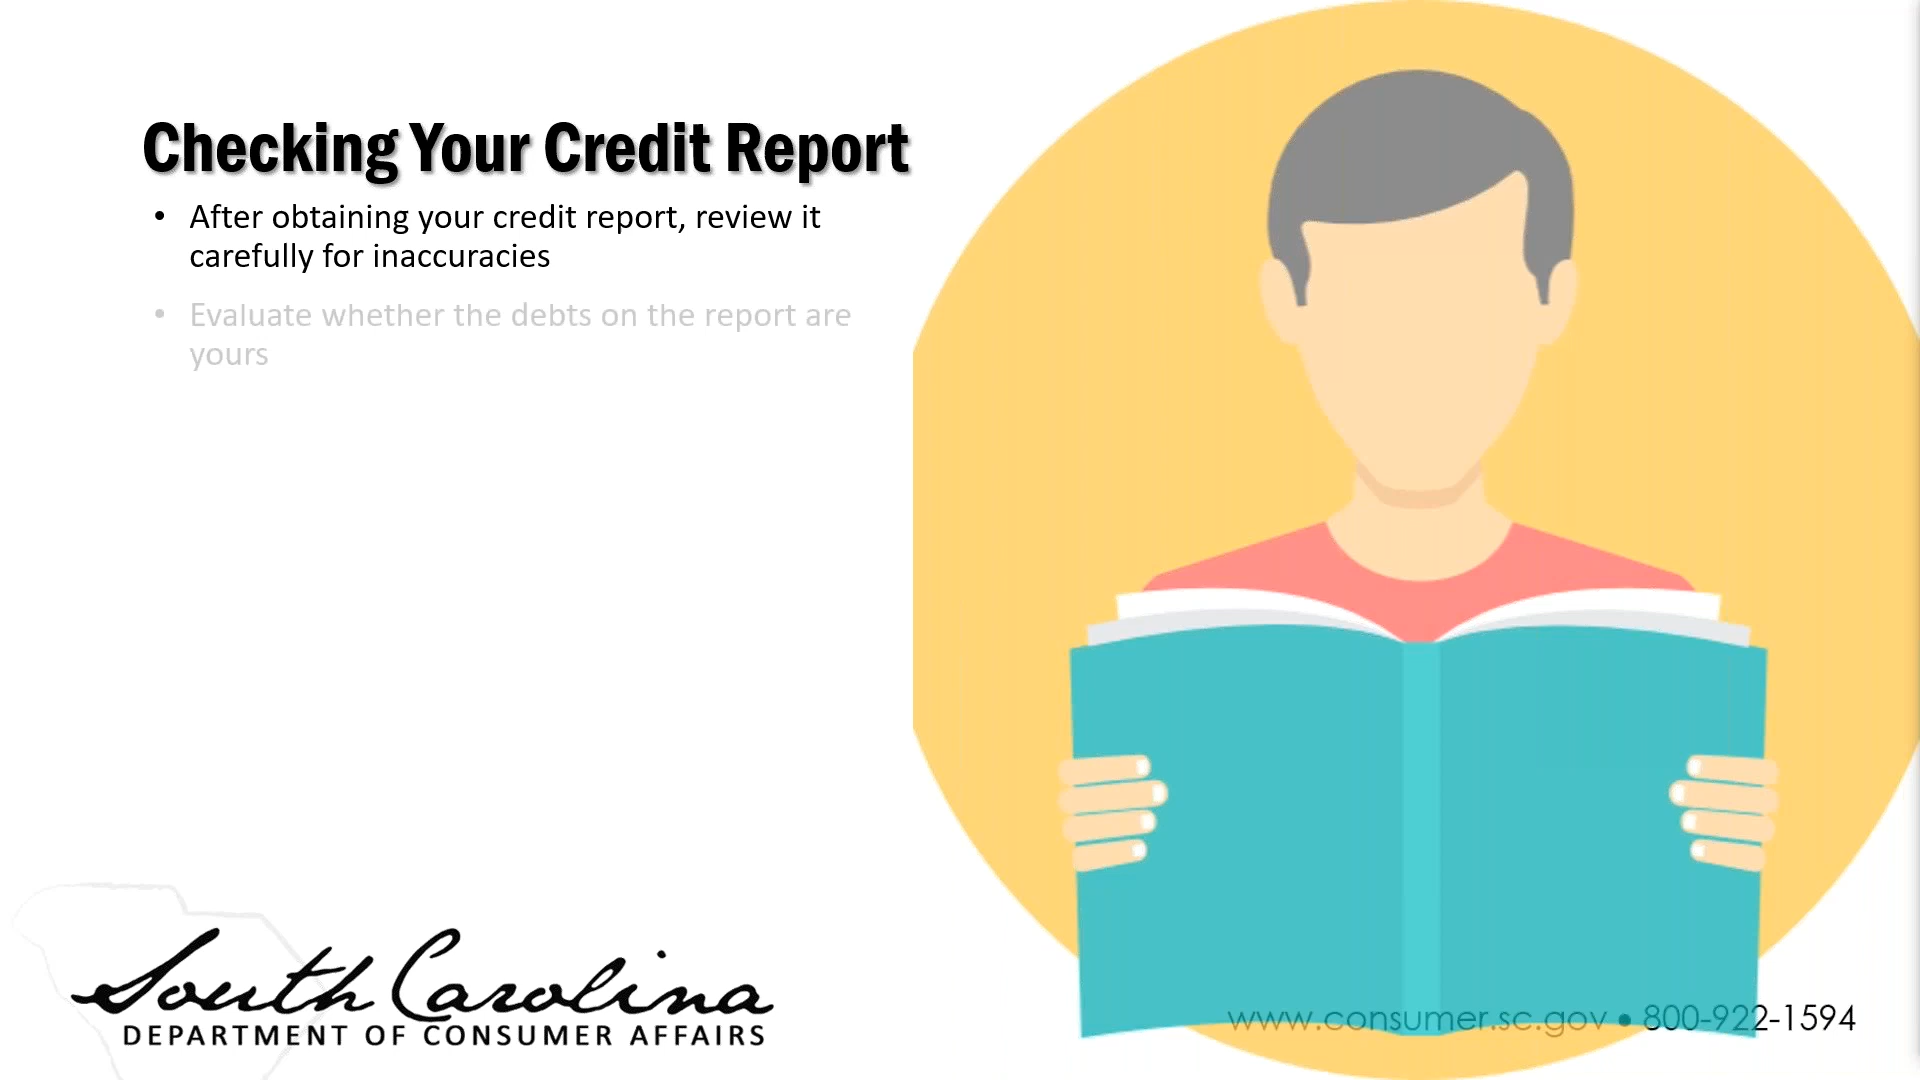 Checking Your Credit Report
• After obtaining your credit report, review it
carefully for inaccuracies
• Evaluate whether the debts on the report are
yours
South Carolina
DEPARTMENT OF CONSUMER AFFAIRS
www.consumer.sc.gov • 800-922-1594